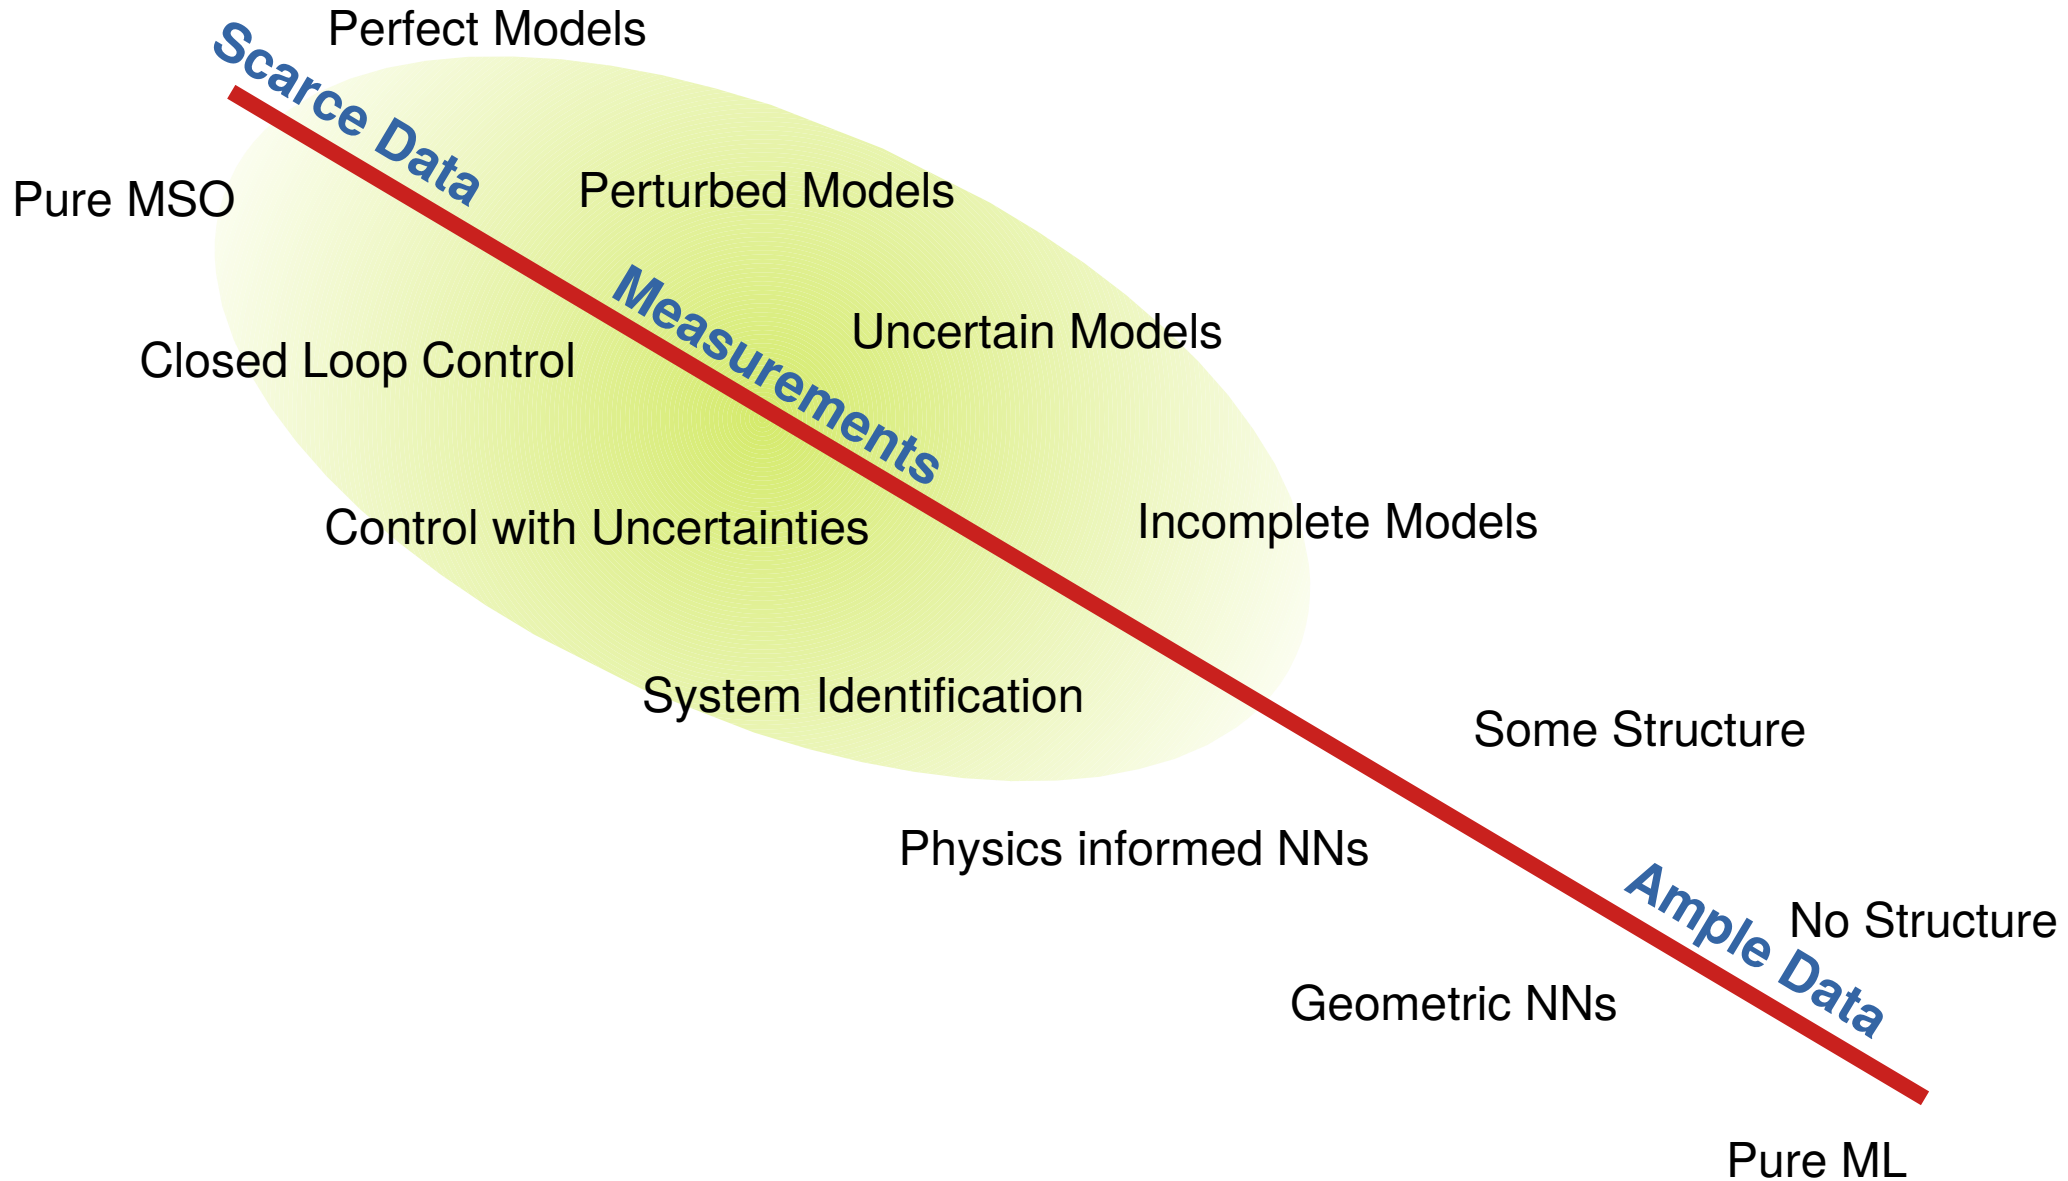 Perfect Models
Scarce Data
Pure MSO
Perturbed Models
Measurements
Uncertain Models
Closed Loop Control
Control with Uncertainties
Incomplete Models
System Identification
Some Structure
Physics informed NNs
Ample Data
No Structure
Geometric NNs
Pure ML